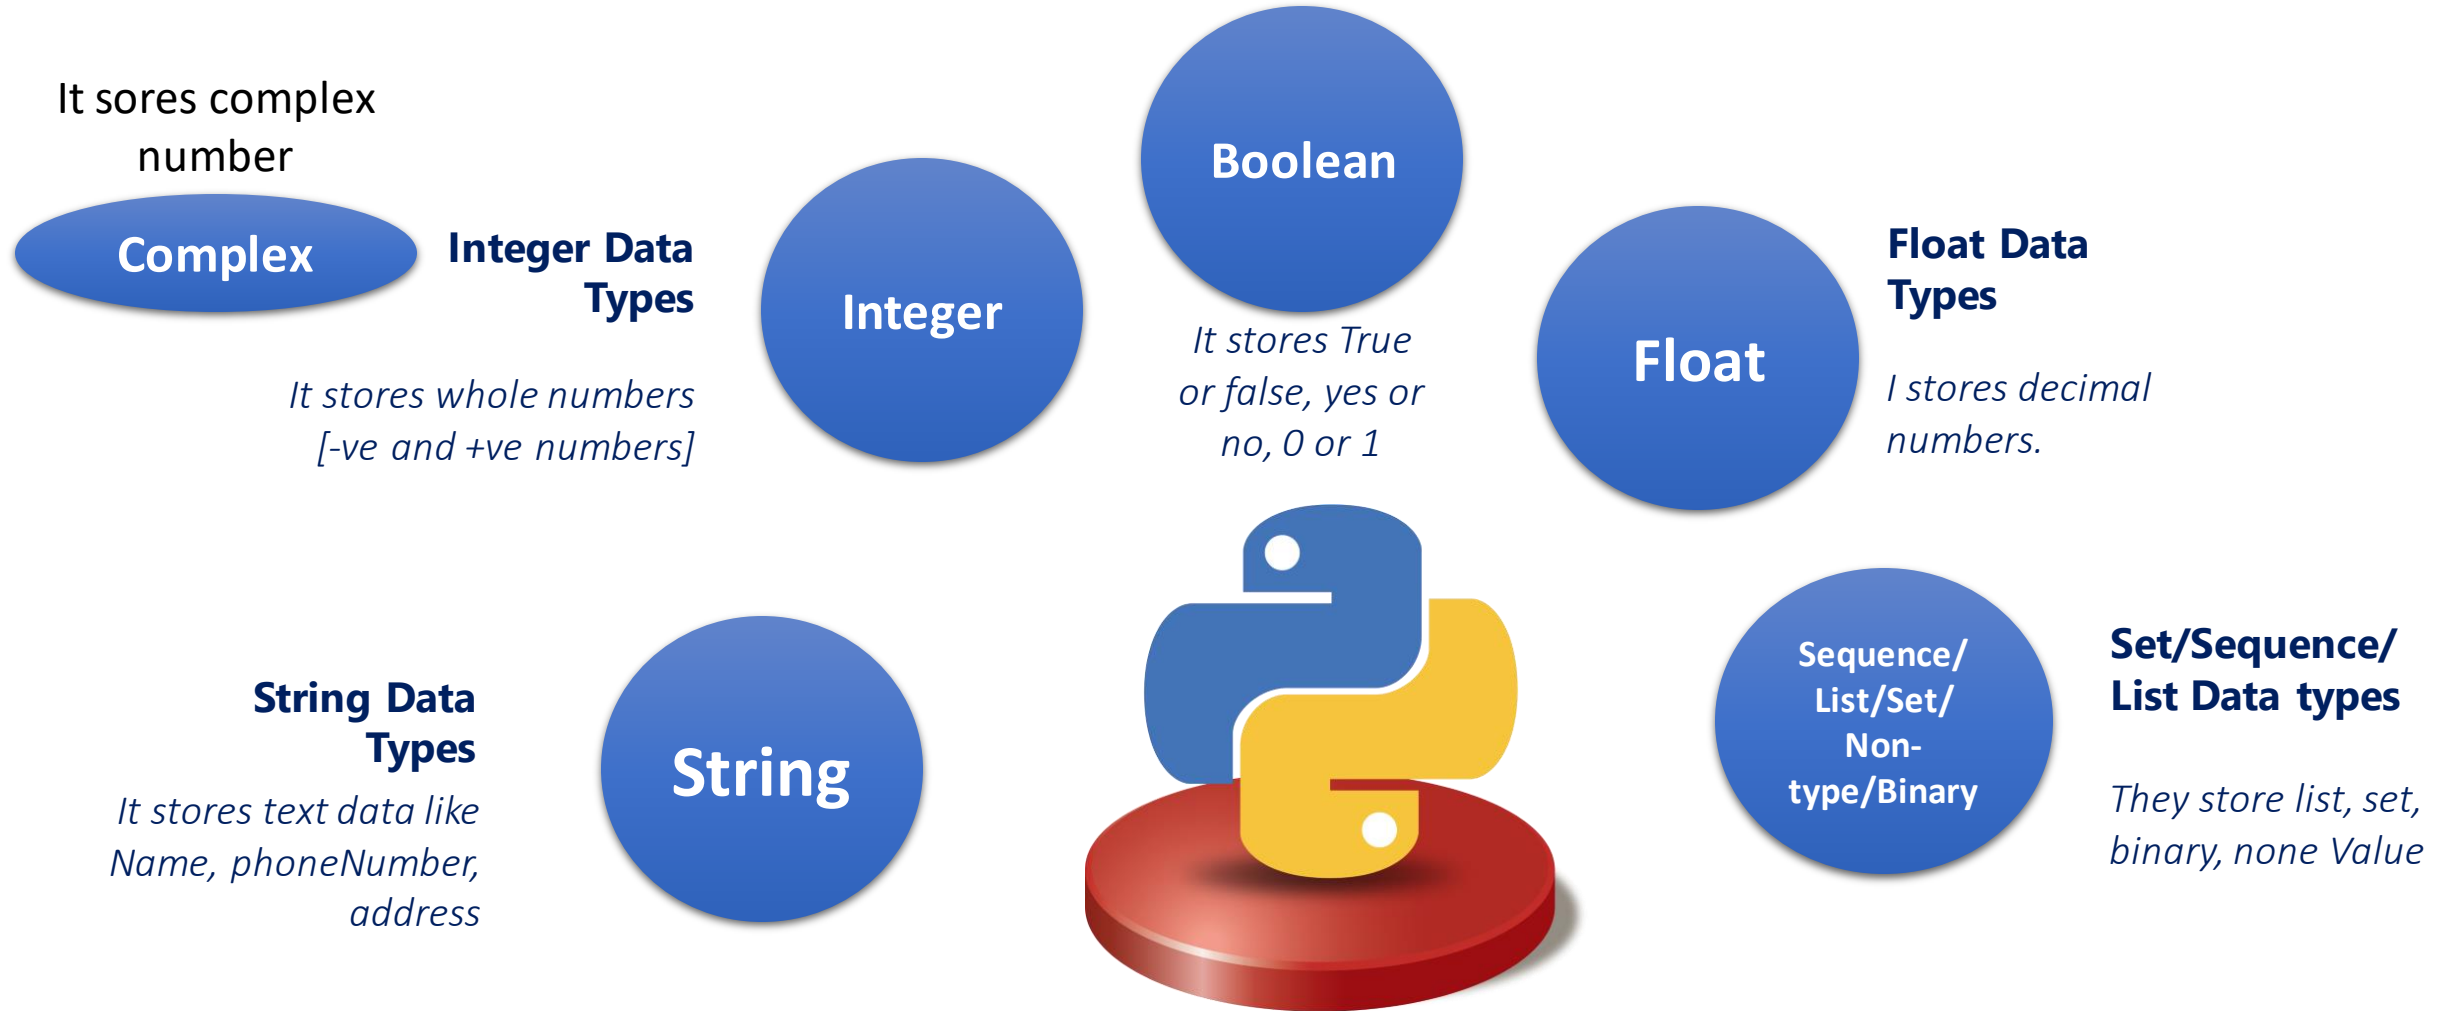 It sores complex
number
Complex
Integer Data
Types
It stores whole numbers
[-ve and +ve numbers]
Integer
Boolean
It stores True
or false, yes or
no, 0 or 1
Float
Float Data
Types
I stores decimal
numbers.
String Data
Types
It stores text data like
Name, phoneNumber,
address
String
Sequence/
List/Set/
Non-
type/Binary
Set/Sequence/
List Data types
They store list, set,
binary, none Value